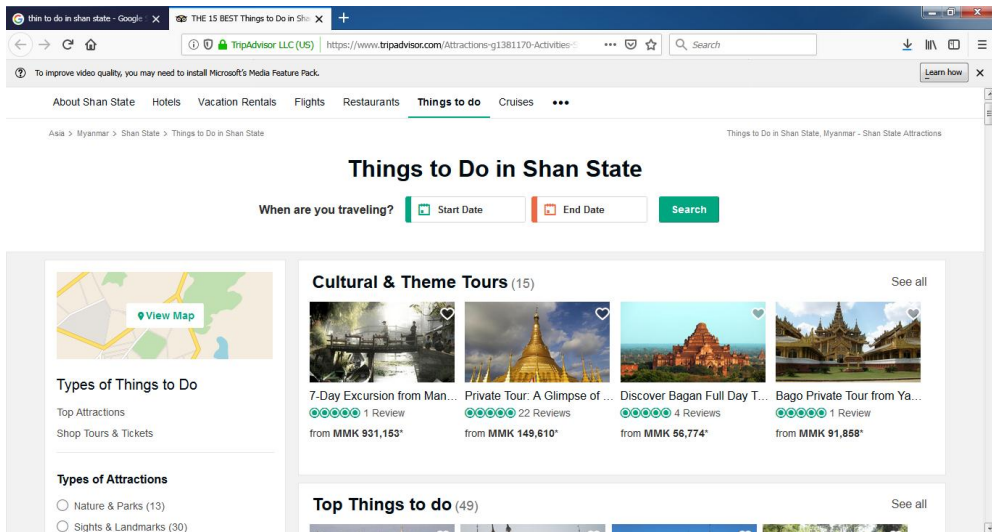 thin to do in shan state - Google S
THE 15 BEST Things to Do in Sha
TripAdvisor LLC (US)
https://www.tripadvisor.com/Attractions-g1381170-Activities-S
Search
To improve video quality, you may need to install Microsoft's Media Feature Pack.
Learn how
About Shan State Hotels Vacation Rentals Flights Restaurants Things to do Cruises •••
Asia > Myanmar > Shan State > Things to Do in Shan State
Things to Do in Shan State, Myanmar - Shan State Attractions
Things to Do in Shan State
When are you traveling? Start Date End Date Search
View Map
Types of Things to Do
Top Attractions
Shop Tours & Tickets
Types of Attractions
Nature & Parks (13)
Sights & Landmarks (30)
Cultural & Theme Tours (15)
See all
7-Day Excursion from Man...
1 Review
from MMK 931,153*
Private Tour: A Glimpse of ...
22 Reviews
from MMK 149,610*
Discover Bagan Full Day T...
4 Reviews
from MMK 56,774*
Bago Private Tour from Ya...
1 Review
from MMK 91,858*
Top Things to do (49)
See all